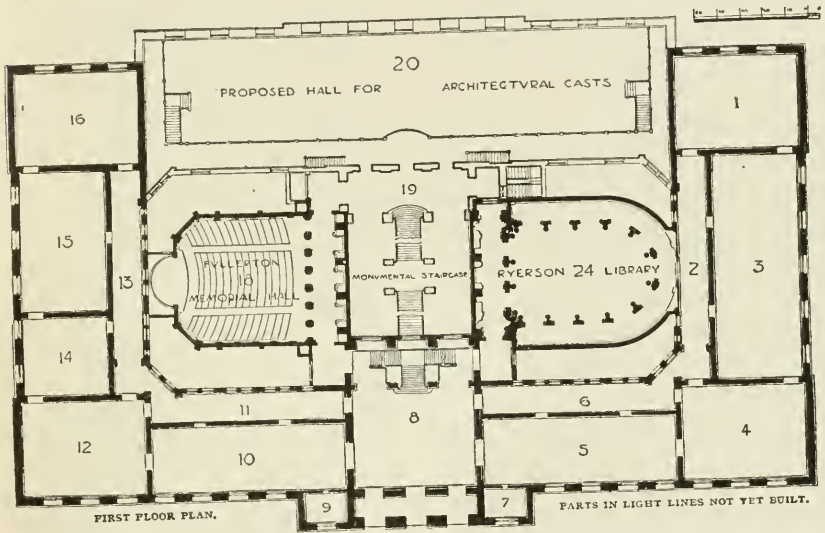 20
PROPOSED HALL FOR ARCHITECTVRAL CASTS
16
1
19
15
13
FVLLERTON
18
MEMORIAL HALL
MONVMENTAL STAIRCASE
RYERSON 24 LIBRARY
2
3
14
11
6
8
12
10
5
4
9
7
FIRST FLOOR PLAN.
PARTS IN LIGHT LINES NOT YET BUILT.